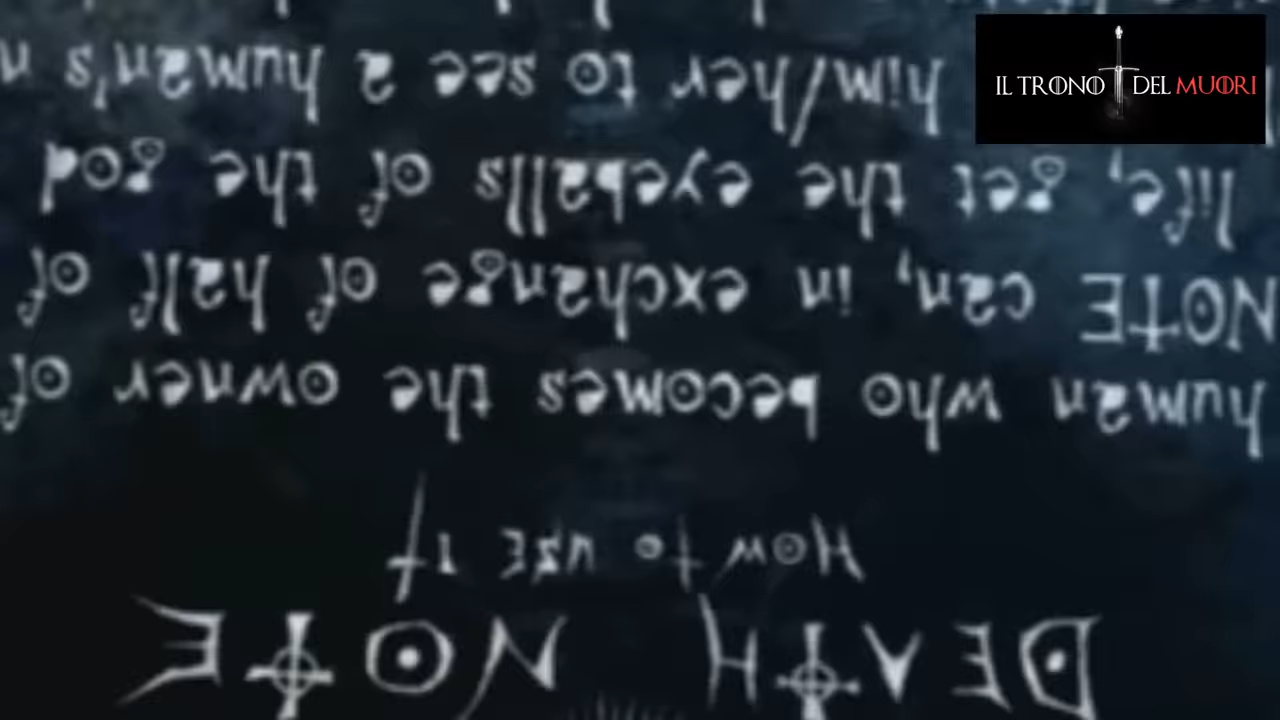 IL TRONO DEL MUORI
DEATH NOTE
HOW to USE IT
human who becomes the owner of
NOTE can, in exchange of half of
life, get the eyeballs of the god
him/her to see a human's